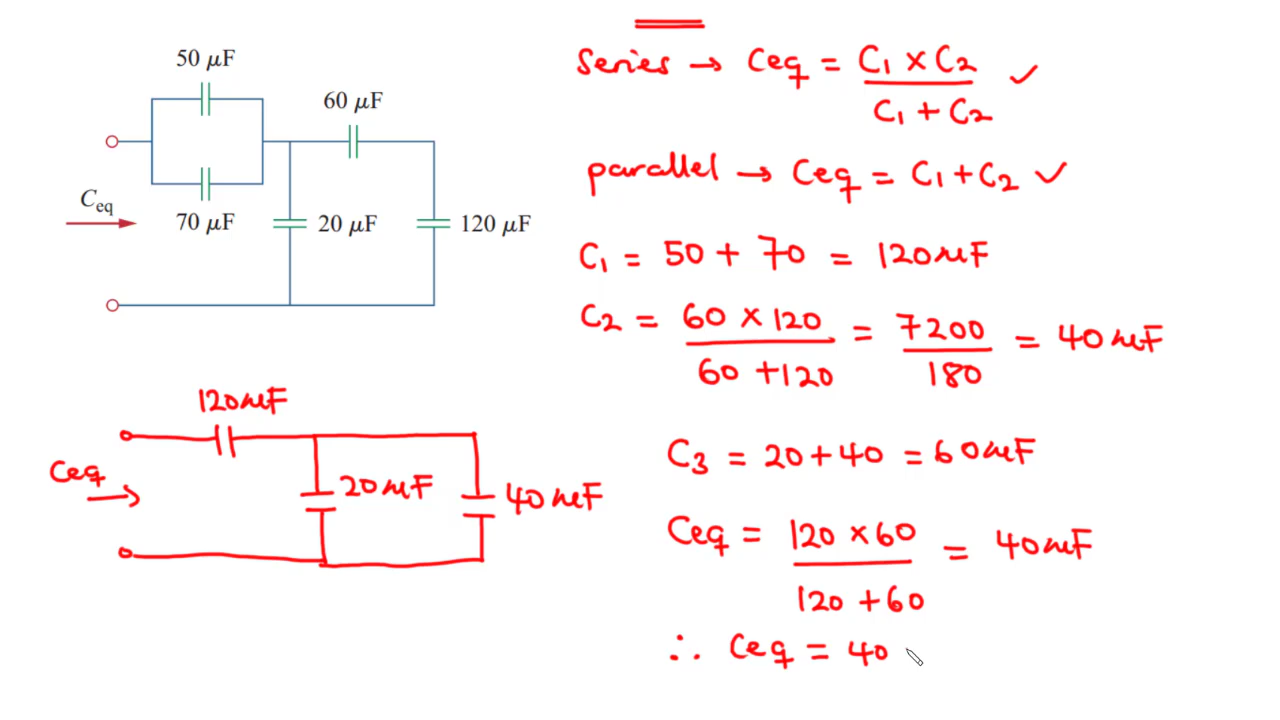 50 μF
60 μF
70 μF
20 μF
120 μF
Ceq
Series → Ceq = C1 × C2 / C1 + C2 ✓
parallel → Ceq = C1 + C2 ✓
C1 = 50 + 70 = 120μF
C2 = 60 × 120 / 60 + 120 = 7200 / 180 = 40μF
120μF
Ceq
20μF
40μF
C3 = 20 + 40 = 60μF
Ceq = 120 × 60 / 120 + 60 = 40μF
∴ Ceq = 40